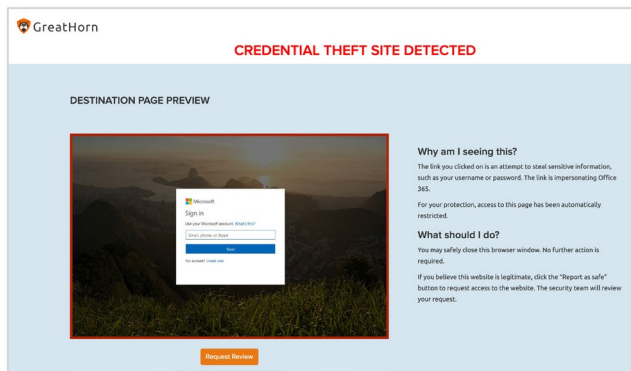 GreatHorn
CREDENTIAL THEFT SITE DETECTED
DESTINATION PAGE PREVIEW
Microsoft
Sign in
Use your Microsoft account. What's this?
Email, phone, or Skype
Next
No account? Create one!
Request Review
Why am I seeing this?
The link you clicked on is an attempt to steal sensitive information,
such as your username or password. The link is impersonating Office
365.
For your protection, access to this page has been automatically
restricted.
What should I do?
You may safely close this browser window. No further action is
required.
If you believe this website is legitimate, click the "Report as safe"
button to request access to the website. The security team will review
your request.